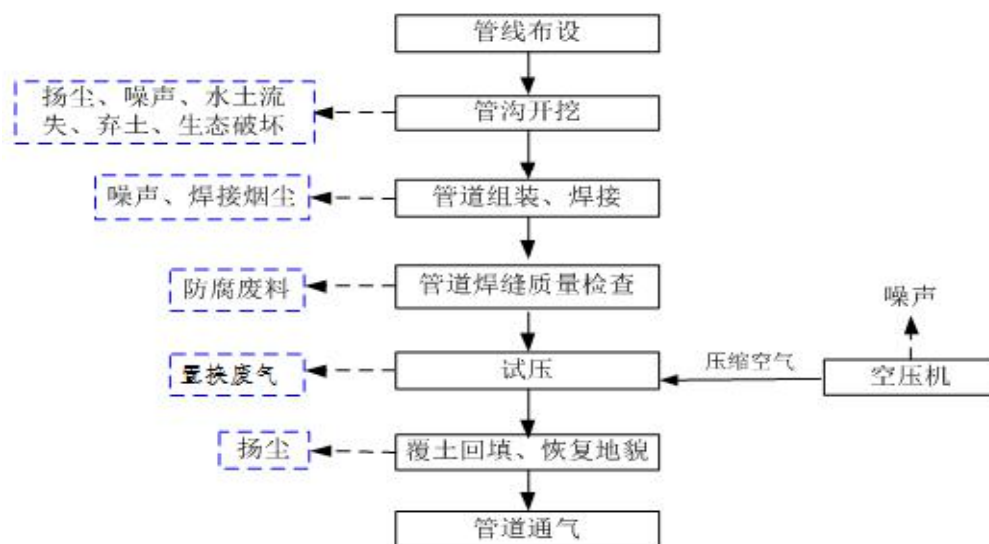 管线布设
扬尘、噪声、水土流
失、弃土、生态破坏
管沟开挖
噪声、焊接烟尘
管道组装、焊接
防腐废料
管道焊缝质量检查
噪声
置换废气
试压
压缩空气
空压机
扬尘
覆土回填、恢复地貌
管道通气